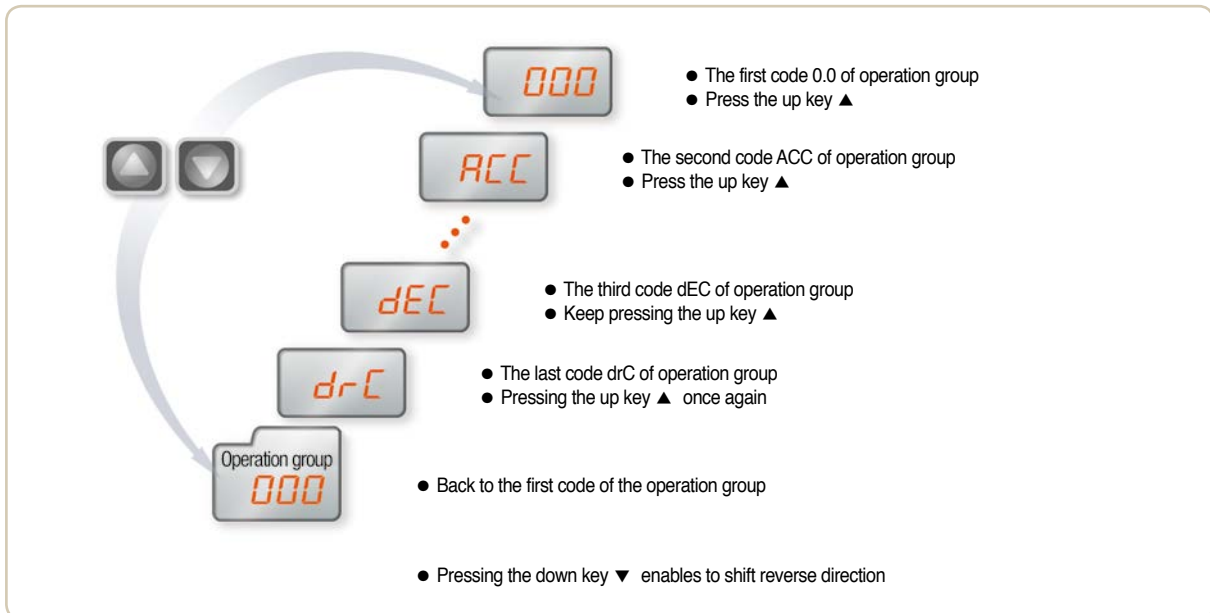 000
● The first code 0.0 of operation group
● Press the up key ▲
ACC
● The second code ACC of operation group
● Press the up key ▲
dEC
● The third code dEC of operation group
● Keep pressing the up key ▲
drC
● The last code drC of operation group
● Pressing the up key ▲ once again
Operation group
000
● Back to the first code of the operation group
● Pressing the down key ▼ enables to shift reverse direction